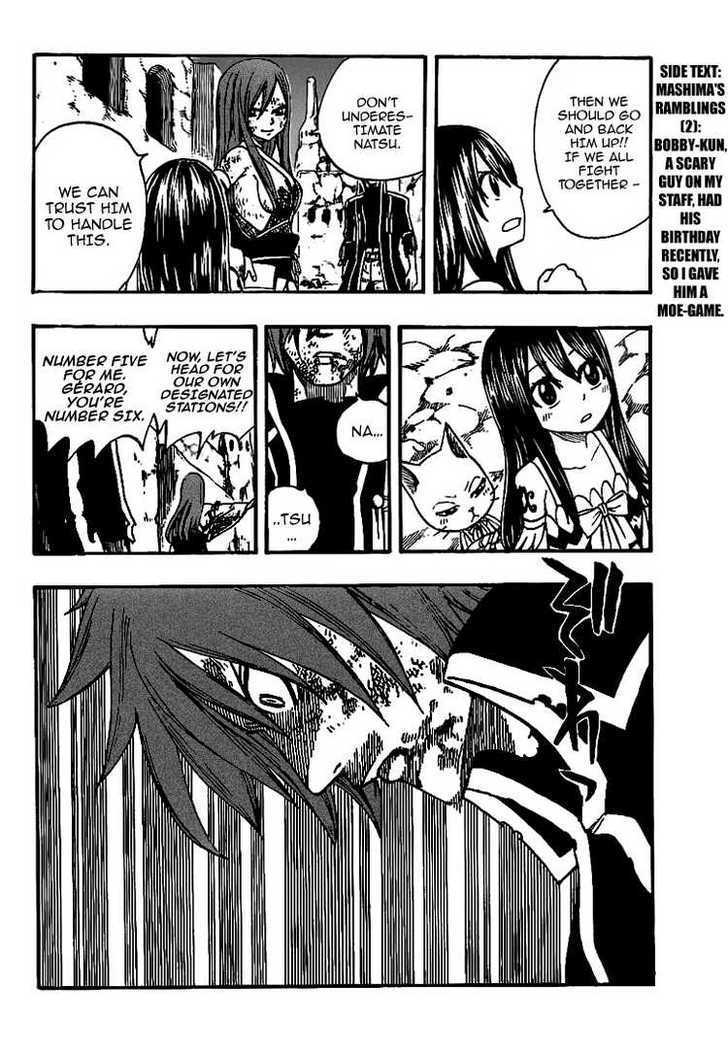 THEN WE
SHOULD GO
AND BACK
HIM UP!!
IF WE ALL
FIGHT
TOGETHER -
DON'T
UNDERES-
TIMATE
NATSU.
WE CAN
TRUST HIM
TO HANDLE
THIS.
SIDE TEXT:
MASHIMA'S
RAMBLINGS
(2):
BOBBY-KUN,
A SCARY
GUY ON MY
STAFF, HAD
HIS
BIRTHDAY
RECENTLY,
SO I GAVE
HIM A
MOE-GAME.
NA...
..TSU
...
NOW, LET'S
HEAD FOR
OUR OWN
DESIGNATED
STATIONS!!
NUMBER FIVE
FOR ME.
GÉRARD,
YOU'RE
NUMBER SIX.